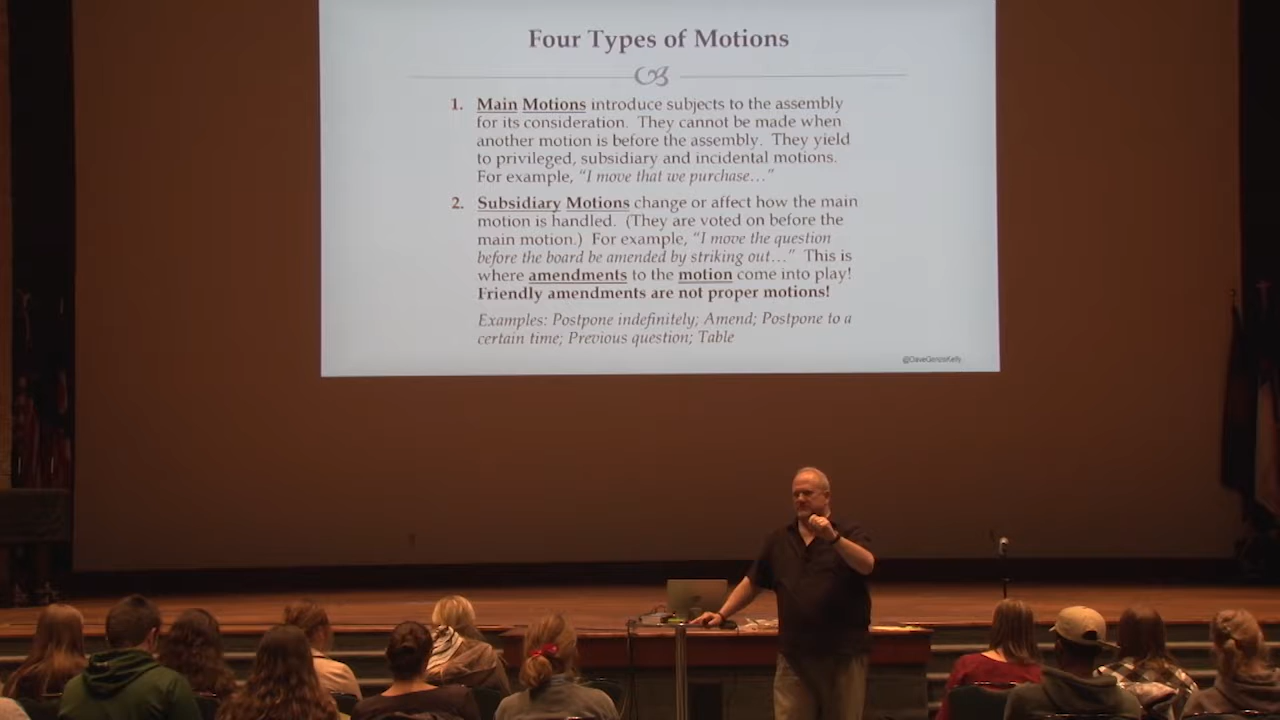 Four Types of Motions
1. Main Motions introduce subjects to the assembly
for its consideration. They cannot be made when
another motion is before the assembly. They yield
to privileged, subsidiary and incidental motions.
For example, “I move that we purchase…”
2. Subsidiary Motions change or affect how the main
motion is handled. (They are voted on before the
main motion.) For example, “I move the question
before the board be amended by striking out…” This is
where amendments to the motion come into play!
Friendly amendments are not proper motions!
Examples: Postpone indefinitely; Amend; Postpone to a
certain time; Previous question; Table